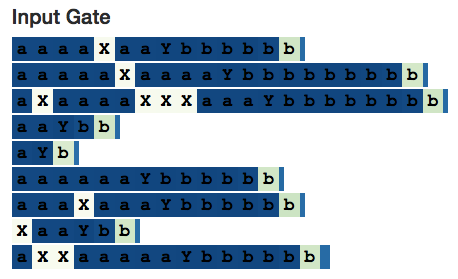 Input Gate
a a a a X a a Y b b b b b b
a a a a a X a a a a Y b b b b b b b b b
a X a a a a X X X a a a Y b b b b b b b b
a a Y b b
a Y b
a a a a a a Y b b b b b b
a a a X a a a Y b b b b b b
X a a Y b b
a X X a a a a a Y b b b b b b